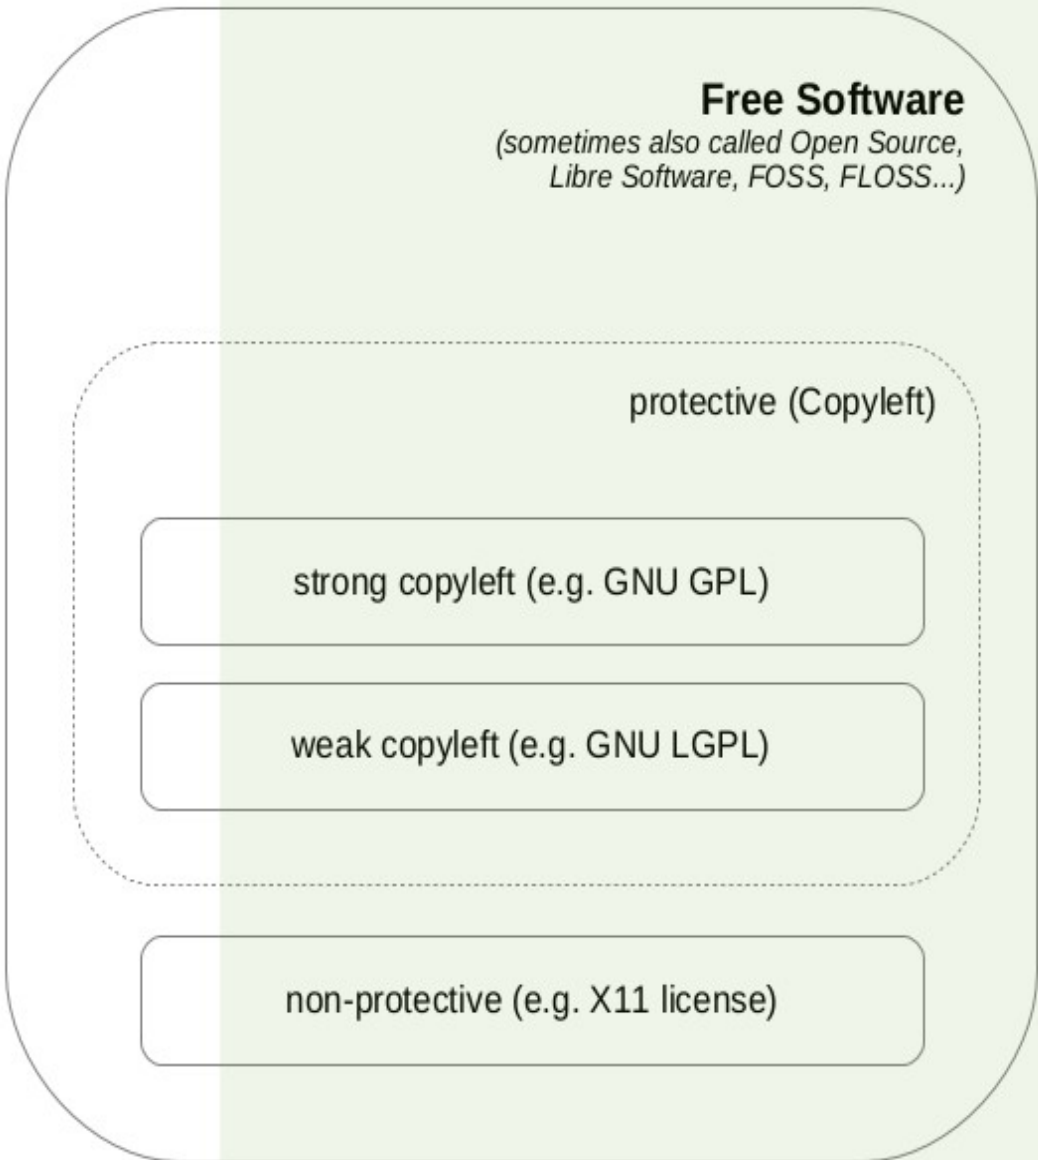 Free Software
(sometimes also called Open Source,
Libre Software, FOSS, FLOSS...)
protective (Copyleft)
strong copyleft (e.g. GNU GPL)
weak copyleft (e.g. GNU LGPL)
non-protective (e.g. X11 license)